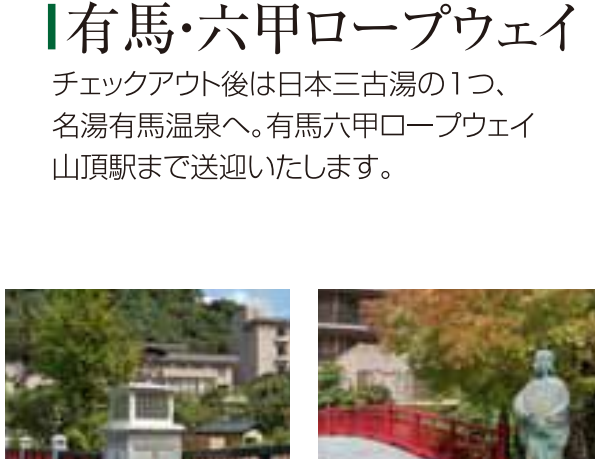 有馬・六甲ロープウェイ
チェックアウト後は日本三古湯の1つ、
名湯有馬温泉へ。有馬六甲ロープウェイ
山頂駅まで送迎いたします。